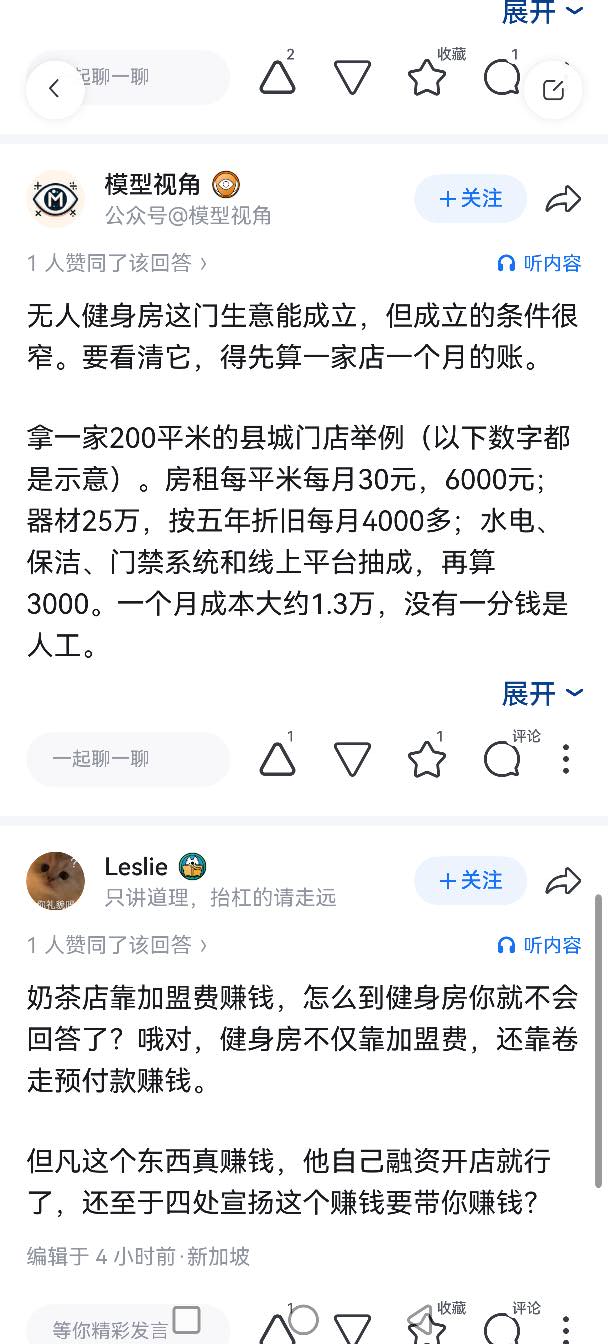 展开
起聊一聊
2
收藏
1
模型视角
公众号@模型视角
+关注
1 人赞同了该回答 ›
听内容
无人健身房这门生意能成立，但成立的条件很
窄。要看清它，得先算一家店一个月的账。
拿一家200平米的县城门店举例（以下数字都
是示意）。房租每平米每月30元，6000元；
器材25万，按五年折旧每月4000多；水电、
保洁、门禁系统和线上平台抽成，再算
3000。一个月成本大约1.3万，没有一分钱是
人工。
展开
一起聊一聊
1
1
评论
Leslie
只讲道理，抬杠的请走远
+关注
1 人赞同了该回答 ›
听内容
奶茶店靠加盟费赚钱，怎么到健身房你就不会
回答了？哦对，健身房不仅靠加盟费，还靠卷
走预付款赚钱。
但凡这个东西真赚钱，他自己融资开店就行
了，还至于四处宣扬这个赚钱要带你赚钱？
编辑于 4 小时前·新加坡
等你精彩发言
1
收藏
评论